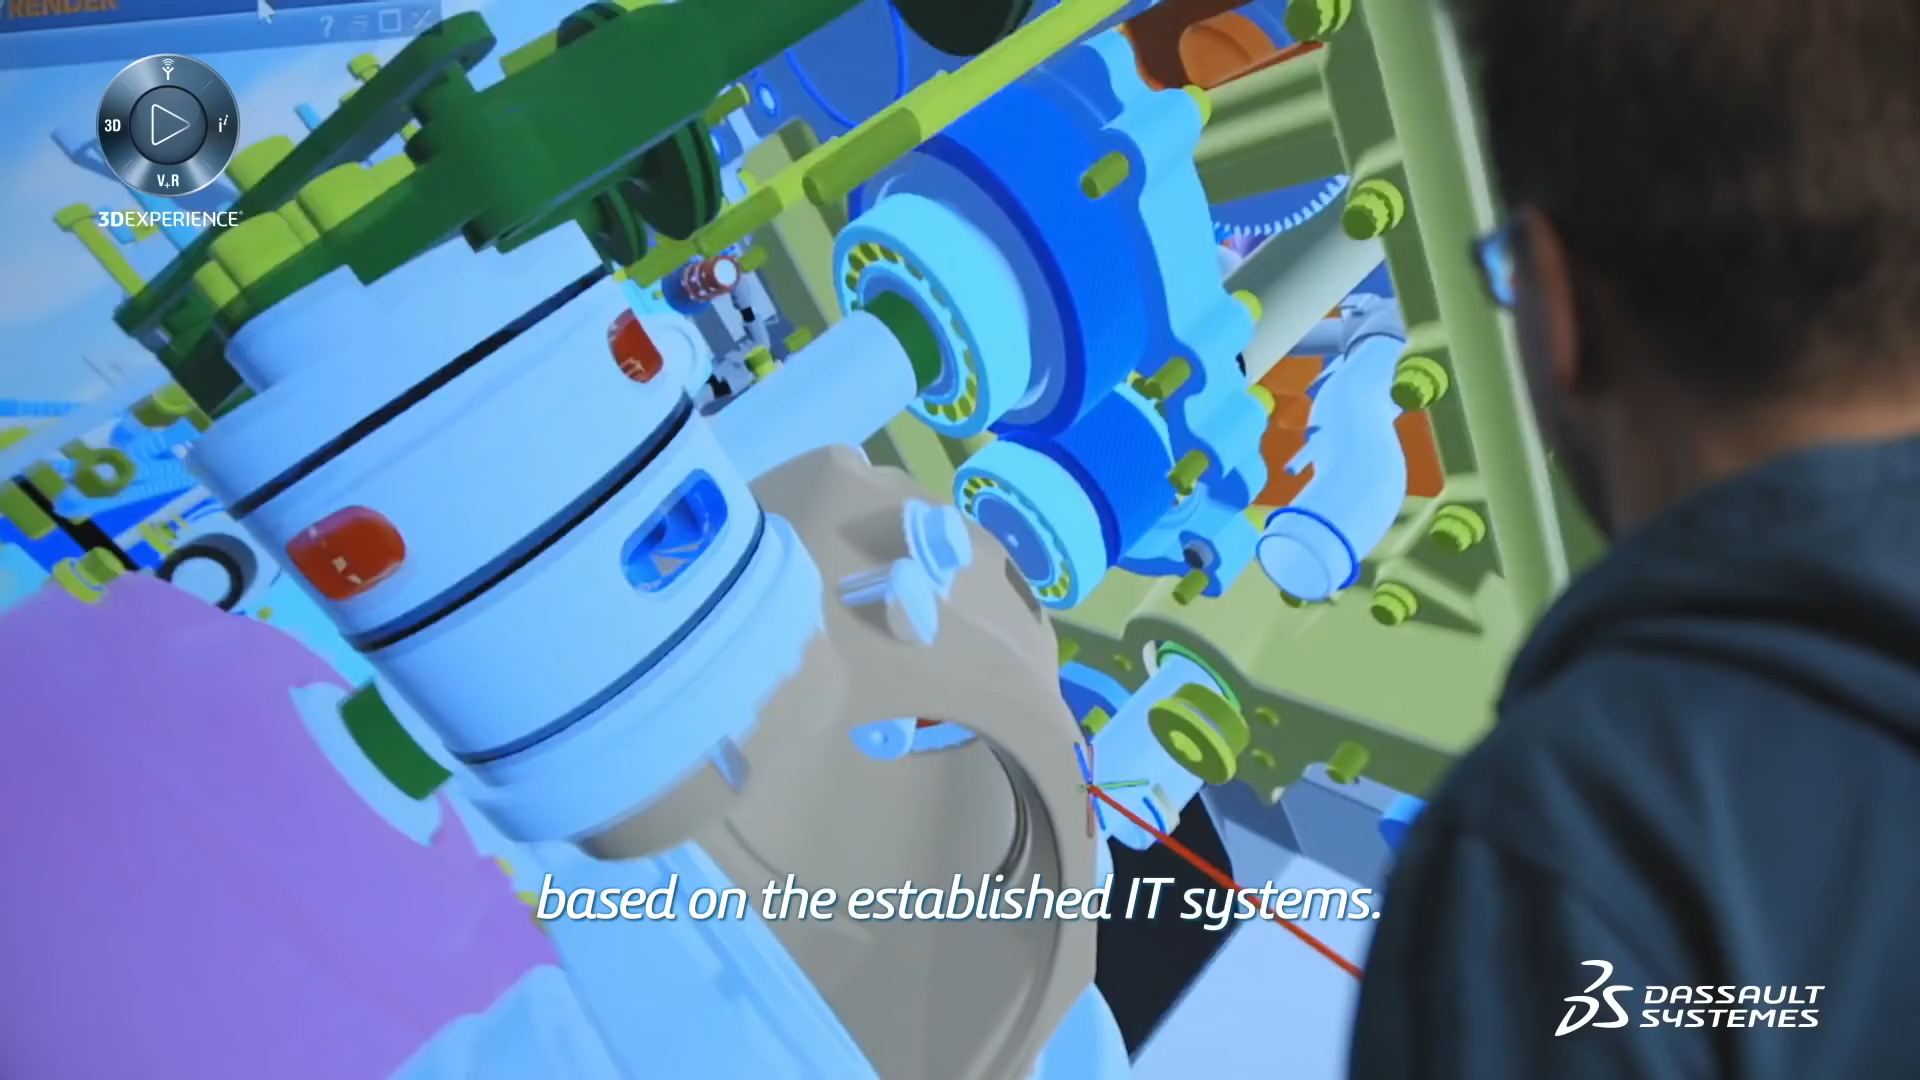 RENDER
?
3D
i
V+R
3DEXPERIENCE
based on the established IT systems.
DASSAULT
SYSTEMES